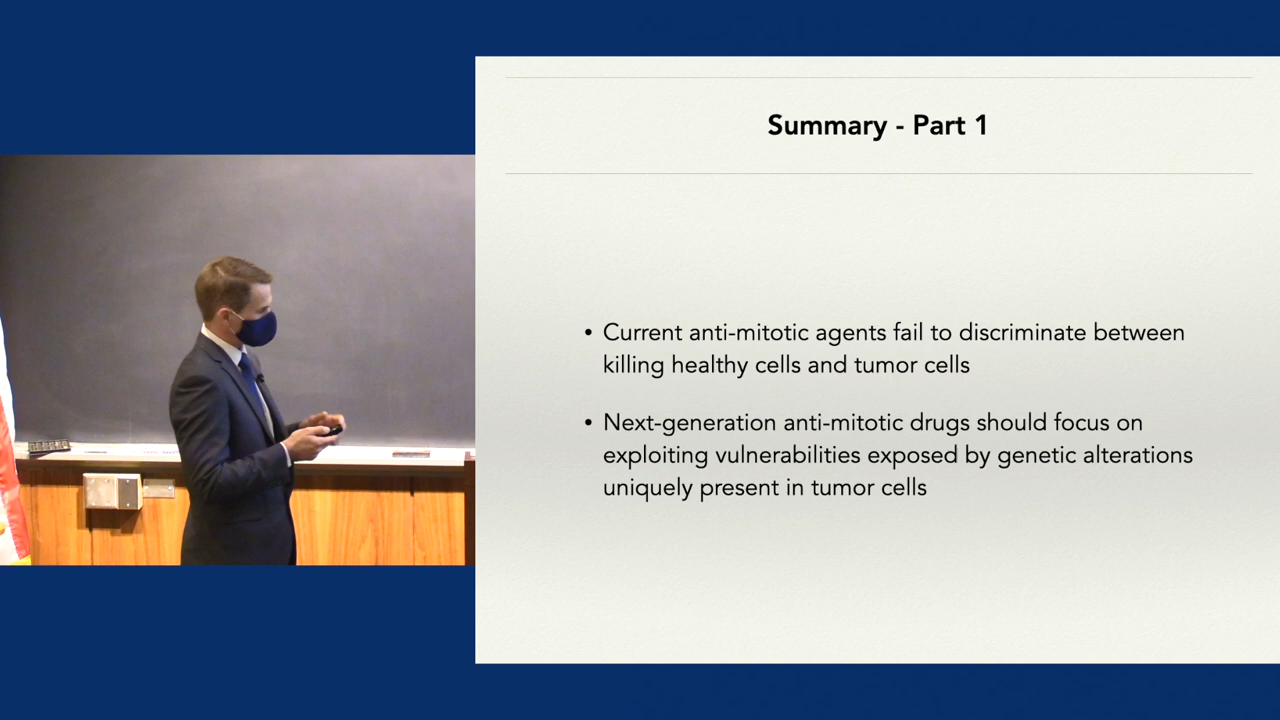 Summary - Part 1
• Current anti-mitotic agents fail to discriminate between
killing healthy cells and tumor cells
• Next-generation anti-mitotic drugs should focus on
exploiting vulnerabilities exposed by genetic alterations
uniquely present in tumor cells